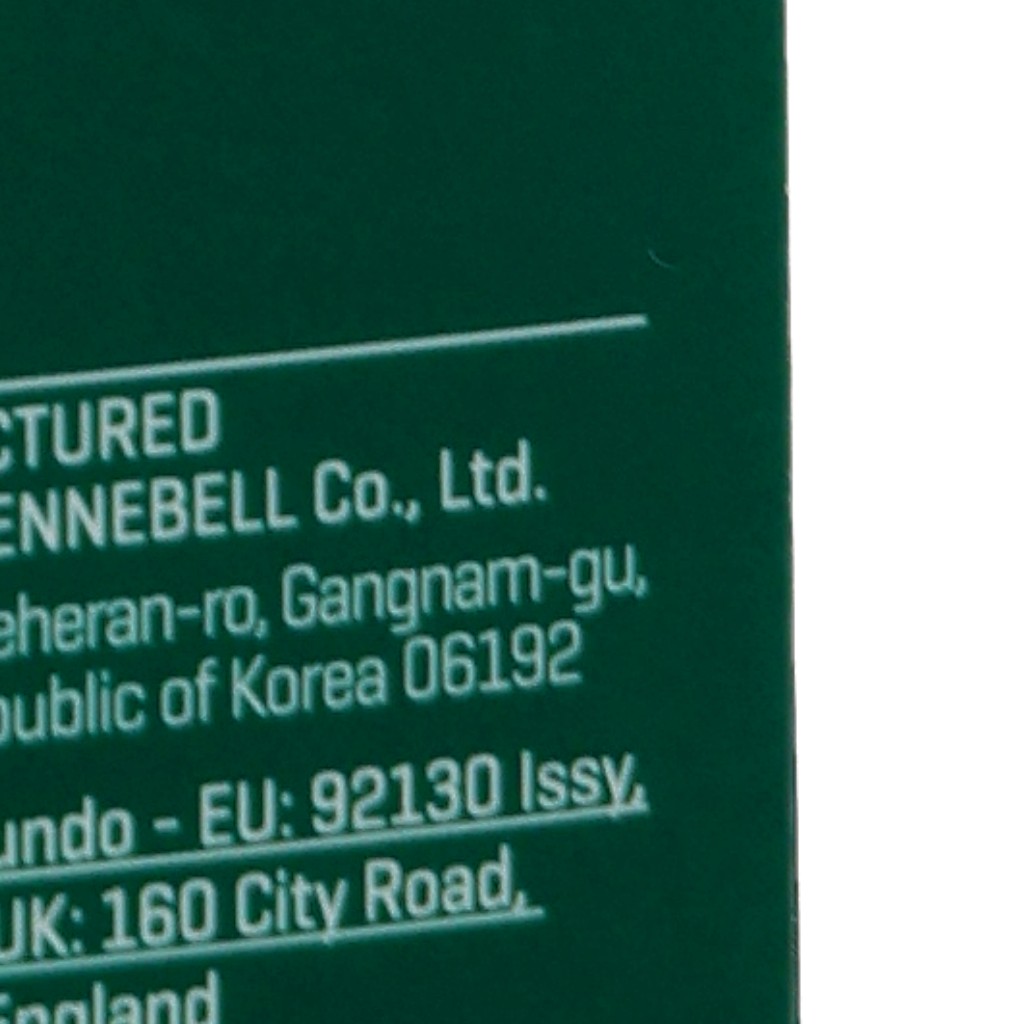 CTURED
ENNEBELL Co., Ltd.
eheran-ro, Gangnam-gu,
public of Korea 06192
undo - EU: 92130 Issy,
UK: 160 City Road,
England